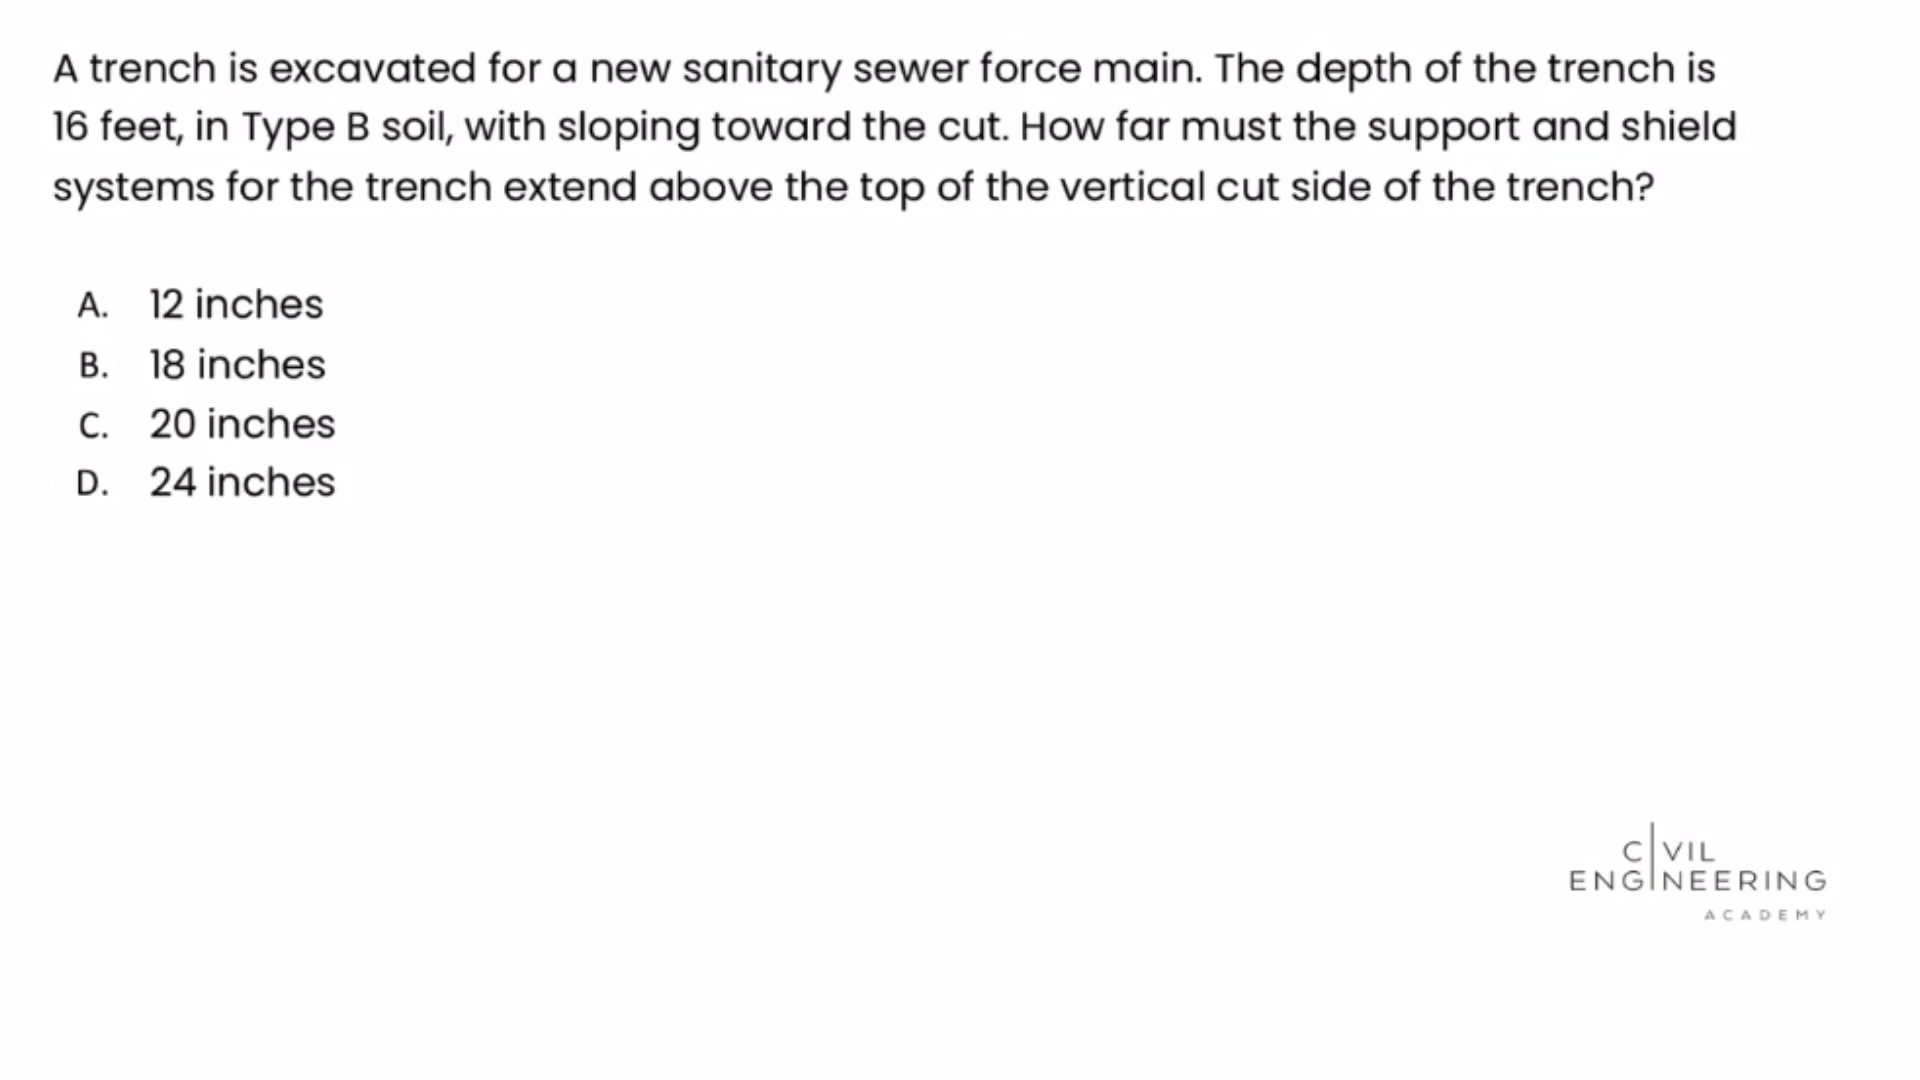 A trench is excavated for a new sanitary sewer force main. The depth of the trench is
16 feet, in Type B soil, with sloping toward the cut. How far must the support and shield
systems for the trench extend above the top of the vertical cut side of the trench?
A. 12 inches
B. 18 inches
C. 20 inches
D. 24 inches
CIVIL
ENGINEERING
ACADEMY